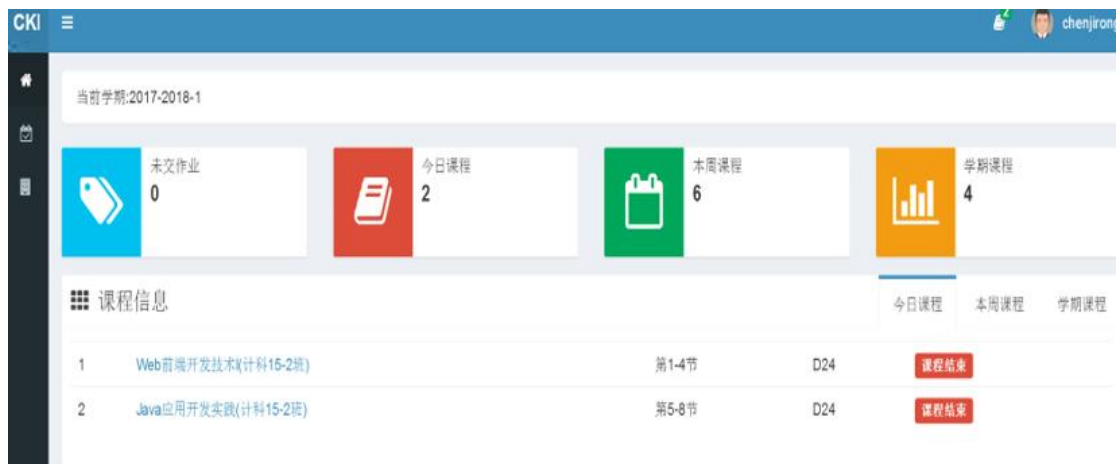 CKI
2
chenjirong
当前学期:2017-2018-1
未交作业
0
今日课程
2
本周课程
6
学期课程
4
课程信息
今日课程 本周课程 学期课程
1 Web前端开发技术I(计科15-2班) 第1-4节 D24 课程结束
2 Java应用开发实践(计科15-2班) 第5-8节 D24 课程结束